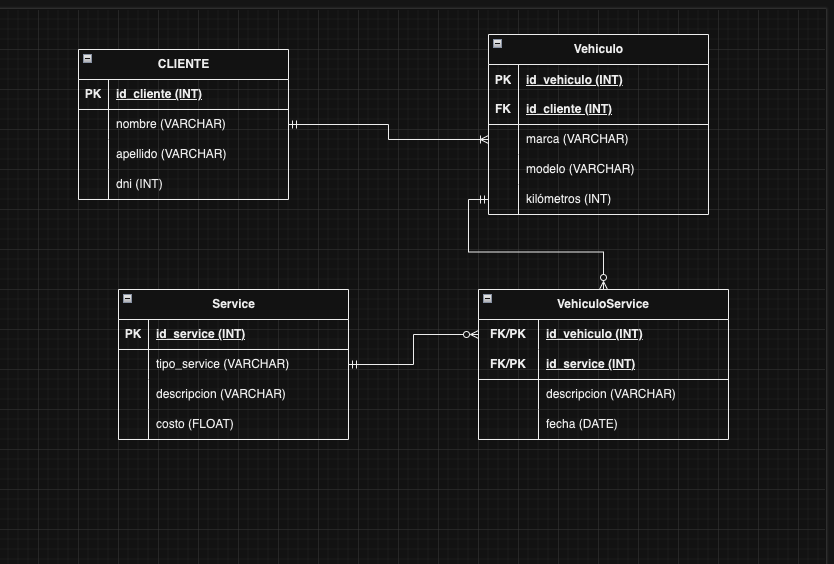 CLIENTE
PK id_cliente (INT)
nombre (VARCHAR)
apellido (VARCHAR)
dni (INT)
Vehiculo
PK id_vehiculo (INT)
FK id_cliente (INT)
marca (VARCHAR)
modelo (VARCHAR)
kilómetros (INT)
Service
PK id_service (INT)
tipo_service (VARCHAR)
descripcion (VARCHAR)
costo (FLOAT)
VehiculoService
FK/PK id_vehiculo (INT)
FK/PK id_service (INT)
descripcion (VARCHAR)
fecha (DATE)